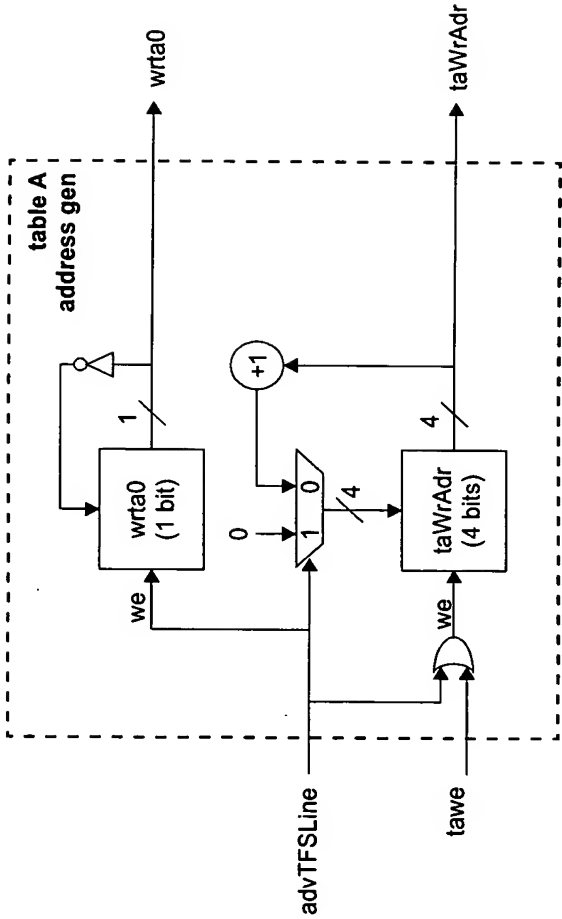 table A
address gen
wrta0
1
we
wrta0
(1 bit)
+1
0
1 0
4
advTFSLine
taWrAdr
4
we
taWrAdr
(4 bits)
tawe